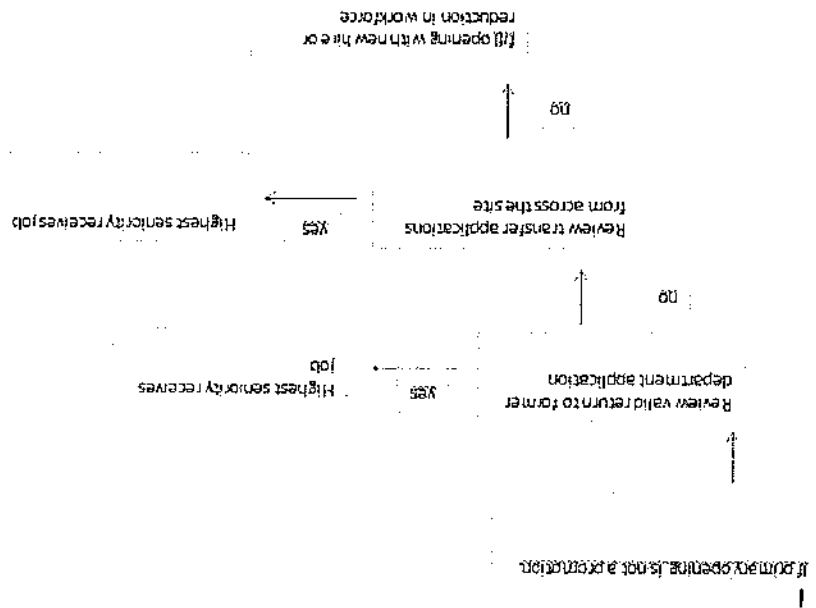 If primary opening is not a promotion
Review valid return to former
department application
yes
Highest seniority receives
job
no
Review transfer applications
from across the site
yes
Highest seniority receives job
no
fill opening with new hire or
reduction in workforce